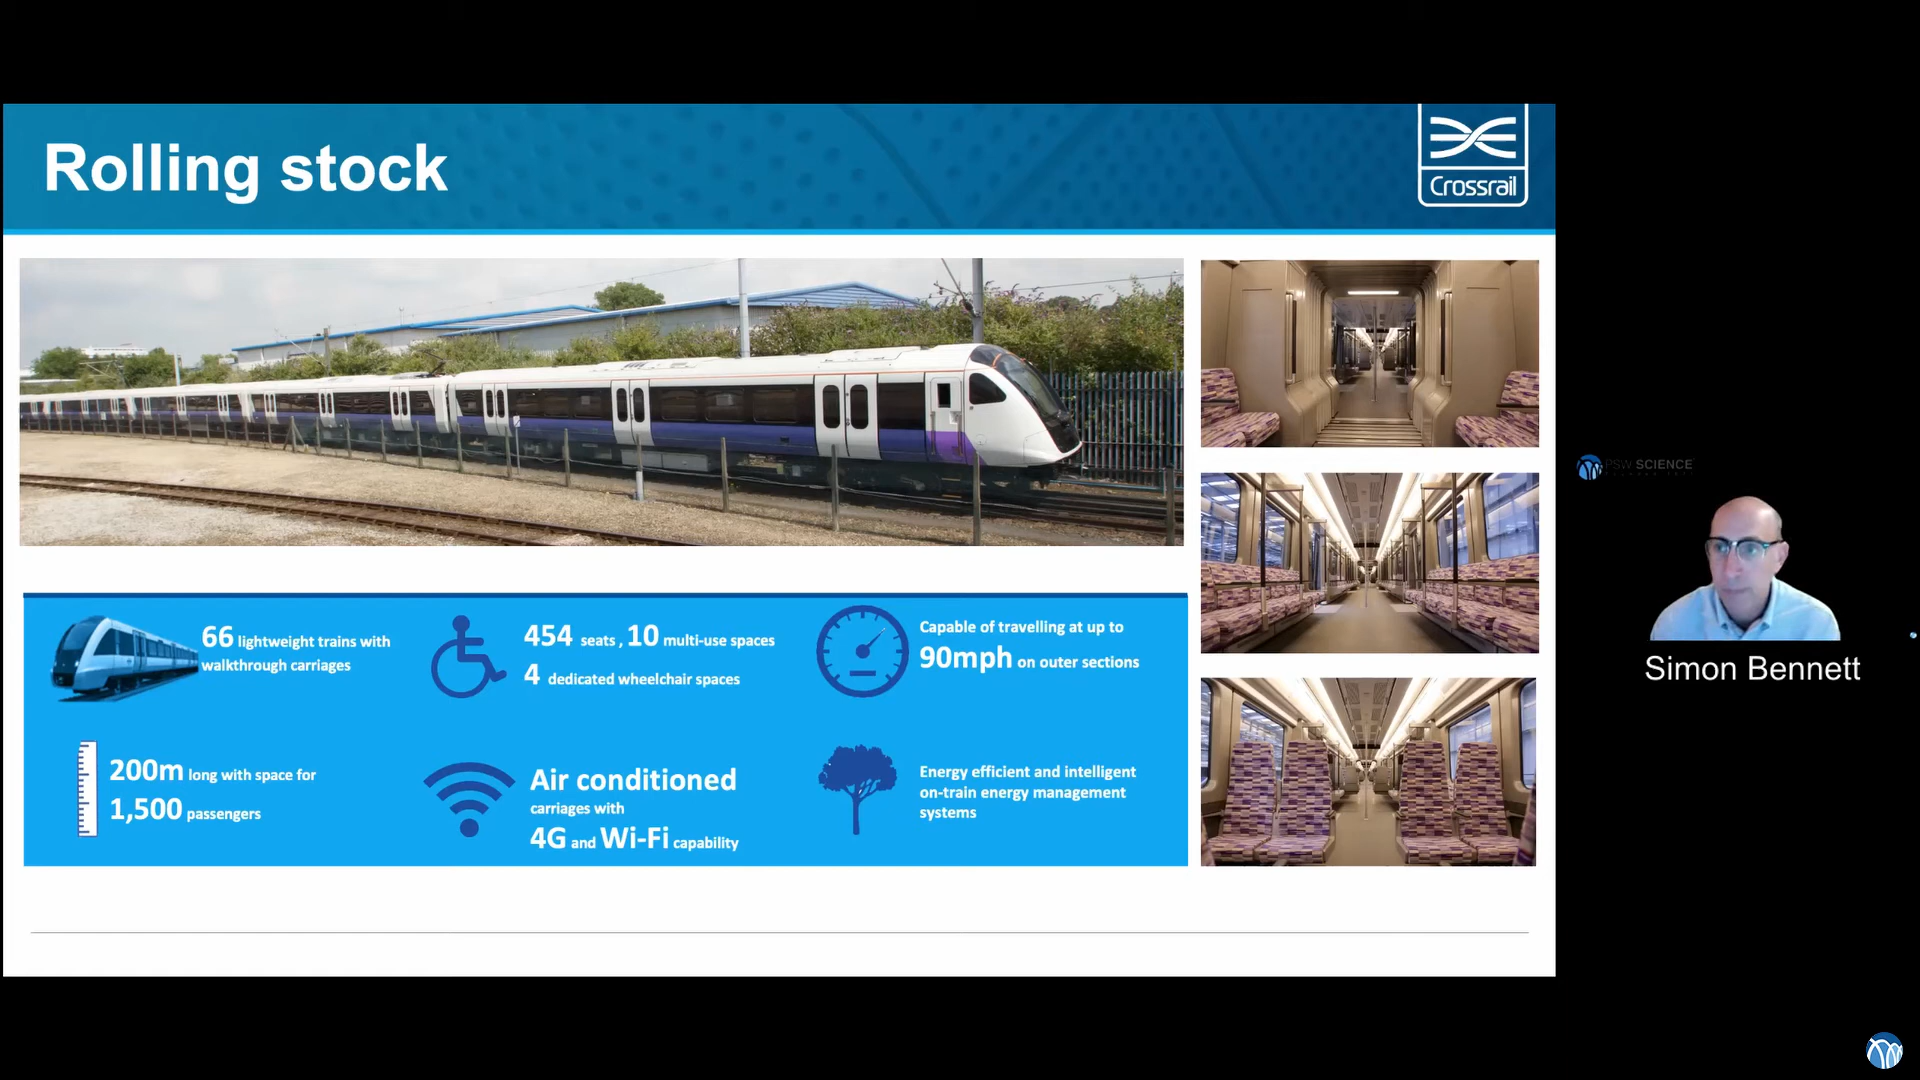 Rolling stock
Crossrail
66 lightweight trains with
walkthrough carriages
454 seats , 10 multi-use spaces
4 dedicated wheelchair spaces
Capable of travelling at up to
90mph on outer sections
200m long with space for
1,500 passengers
Air conditioned
carriages with
4G and Wi-Fi capability
Energy efficient and intelligent
on-train energy management
systems
PSW SCIENCE
Simon Bennett